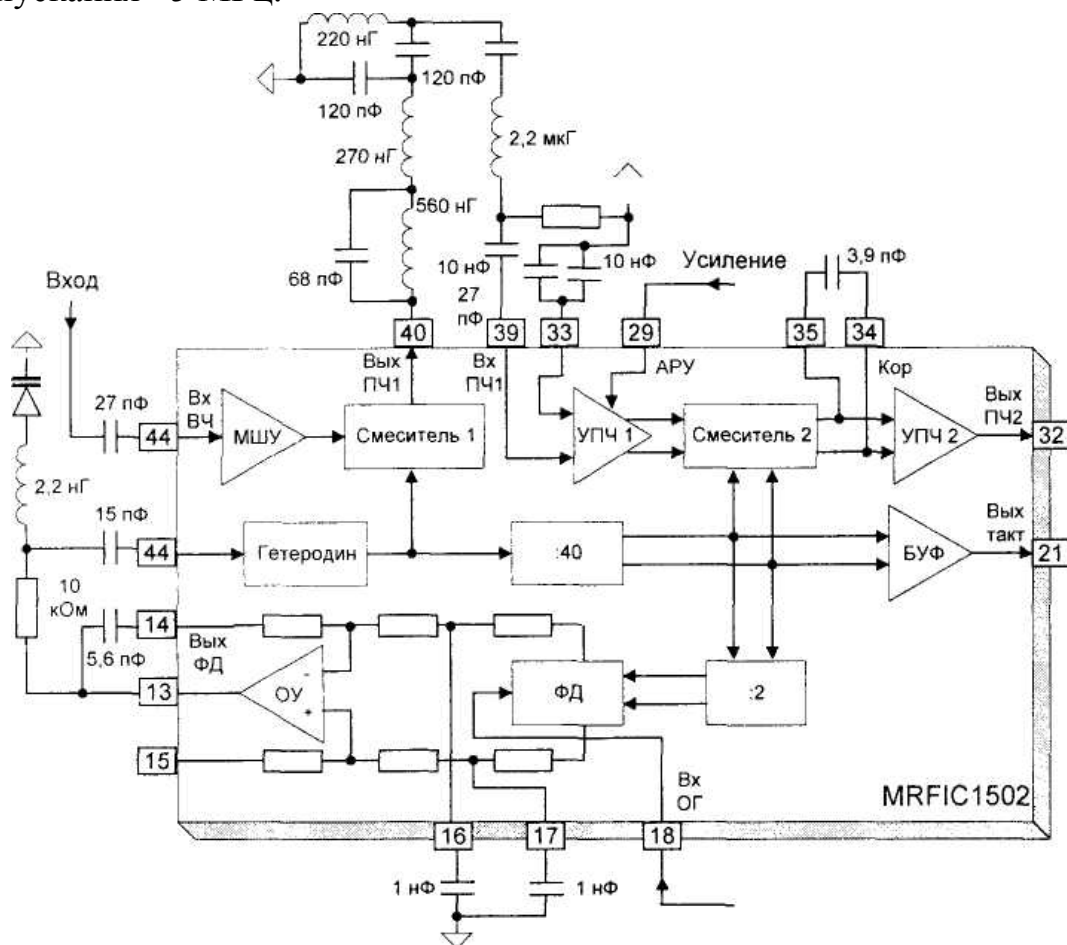 5 МГц.
220 нГ
120 пФ
120 пФ
270 нГ
2,2 мкГ
560 нГ
68 пФ
10 нФ
27
пФ
10 нФ
Усиление
3,9 пФ
Вход
40
39
33
29
35
34
Вых
ПЧ1
Вх
ПЧ1
АРУ
Кор
27 пФ
44
Вх
ВЧ
МШУ
Смеситель 1
УПЧ 1
Смеситель 2
УПЧ 2
Вых
ПЧ2
32
2,2 нГ
15 пФ
44
Гетеродин
:40
БУФ
Вых
такт
21
10
кОм
14
5,6 пФ
Вых
ФД
13
ОУ
-
+
ФД
:2
15
Вх
ОГ
MRFIC1502
16
17
18
1 нФ
1 нФ